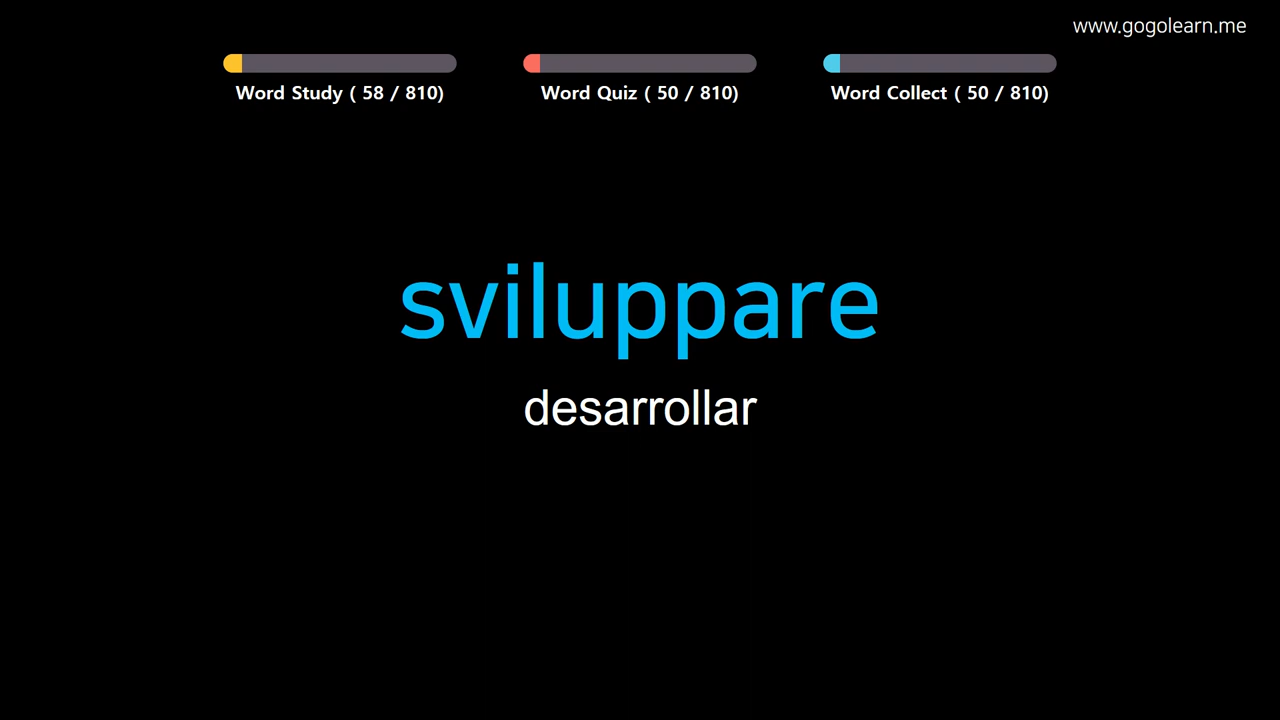 www.gogolearn.me
Word Study ( 58 / 810)
Word Quiz ( 50 / 810)
Word Collect ( 50 / 810)
sviluppare
desarrollar